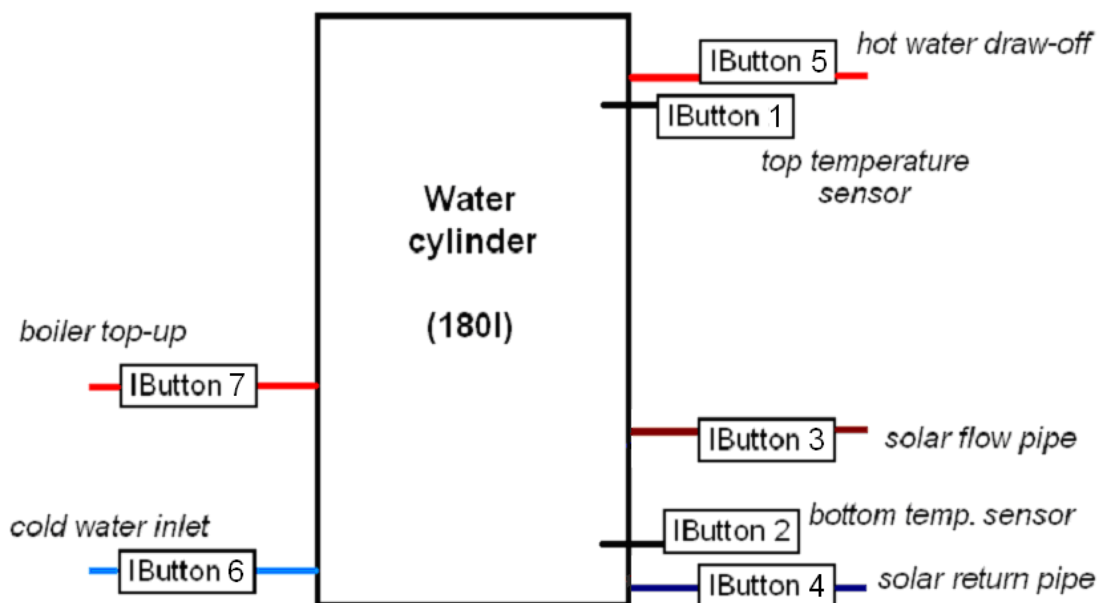 hot water draw-off
IButton 5
IButton 1
top temperature
sensor
Water
cylinder
(180l)
boiler top-up
IButton 7
IButton 3
solar flow pipe
cold water inlet
IButton 2
bottom temp. sensor
IButton 6
IButton 4
solar return pipe